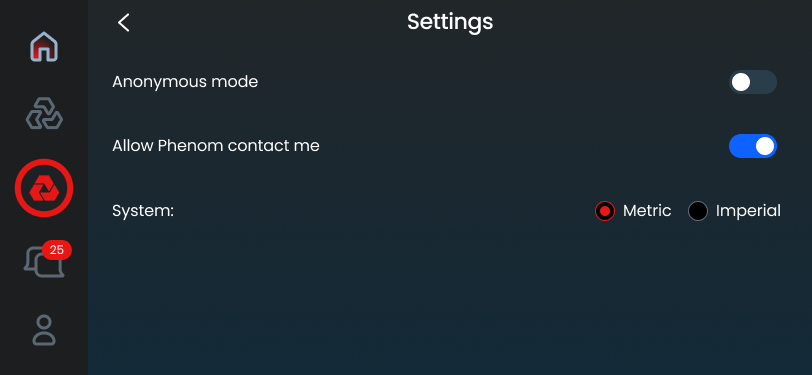 Settings
Anonymous mode
Allow Phenom contact me
System: Metric Imperial
25